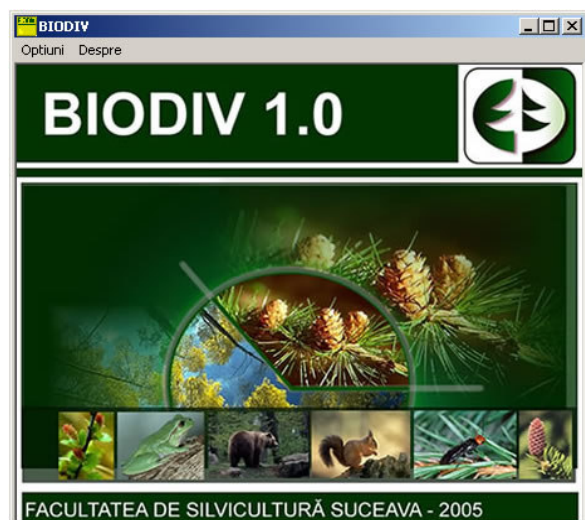 BIODIV
Optiuni Despre
BIODIV 1.0
FACULTATEA DE SILVICULTURĂ SUCEAVA - 2005